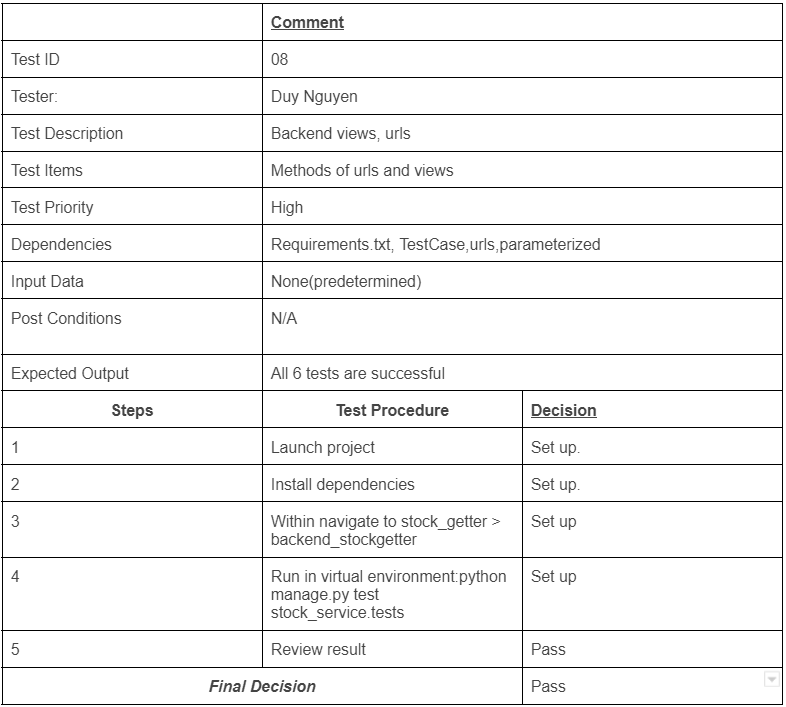 Comment
Test ID 08
Tester: Duy Nguyen
Test Description Backend views, urls
Test Items Methods of urls and views
Test Priority High
Dependencies Requirements.txt, TestCase,urls,parameterized
Input Data None(predetermined)
Post Conditions N/A
Expected Output All 6 tests are successful
Steps Test Procedure Decision
1 Launch project Set up.
2 Install dependencies Set up.
3 Within navigate to stock_getter > Set up
backend_stockgetter
4 Run in virtual environment:python Set up
manage.py test
stock_service.tests
5 Review result Pass
Final Decision Pass